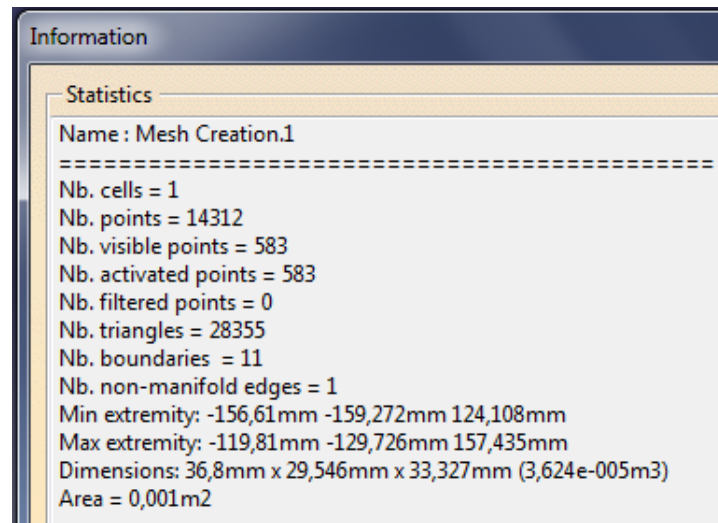 Information
Statistics
Name : Mesh Creation.1
============================================
Nb. cells = 1
Nb. points = 14312
Nb. visible points = 583
Nb. activated points = 583
Nb. filtered points = 0
Nb. triangles = 28355
Nb. boundaries  = 11
Nb. non-manifold edges = 1
Min extremity: -156,61mm -159,272mm 124,108mm
Max extremity: -119,81mm -129,726mm 157,435mm
Dimensions: 36,8mm x 29,546mm x 33,327mm (3,624e-005m3)
Area = 0,001m2